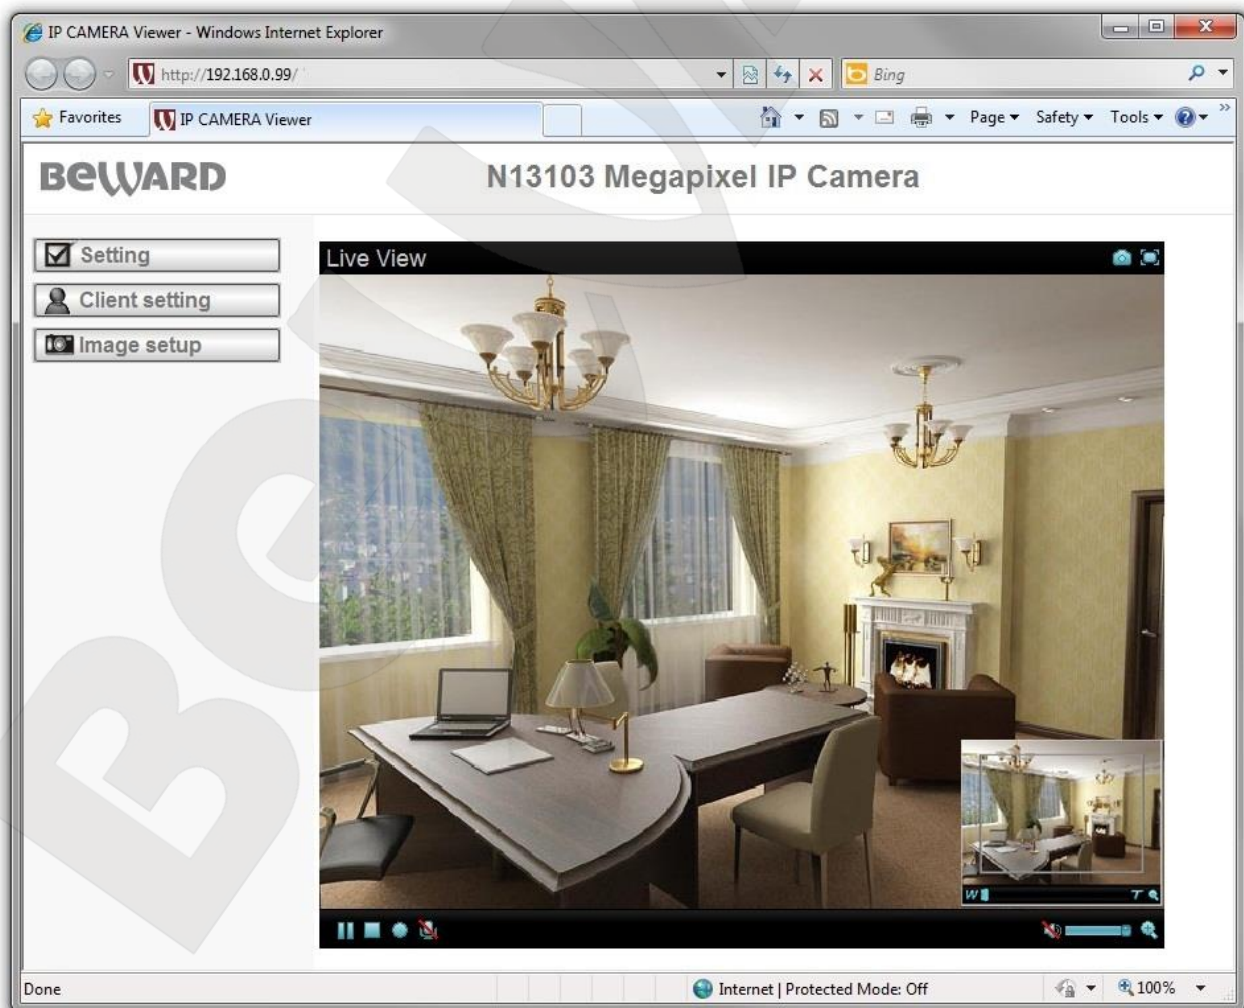 IP CAMERA Viewer - Windows Internet Explorer
http://192.168.0.99/
Bing
Favorites
IP CAMERA Viewer
Page
Safety
Tools
BEWARD
N13103 Megapixel IP Camera
Setting
Client setting
Image setup
Live View
W
T
Done
Internet | Protected Mode: Off
100%